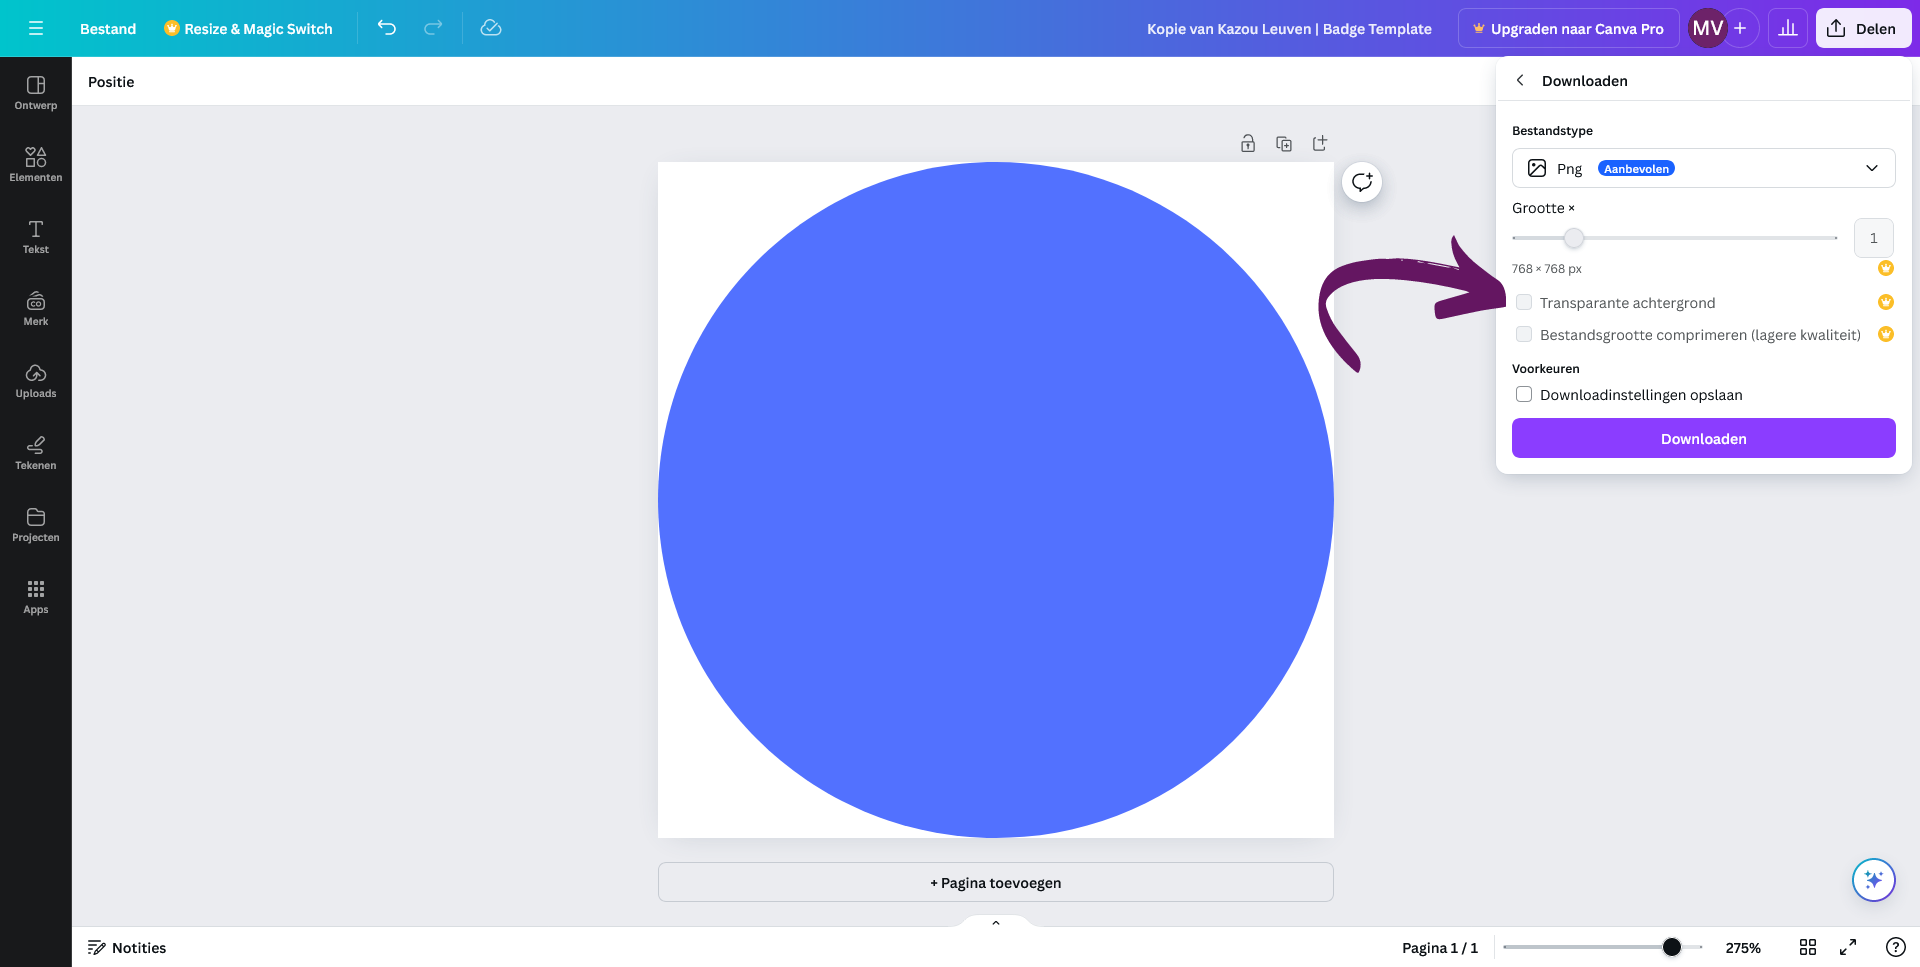 Bestand
Resize & Magic Switch
Kopie van Kazou Leuven | Badge Template
Upgraden naar Canva Pro
MV
+
Delen
Ontwerp
Elementen
Tekst
Merk
Uploads
Tekenen
Projecten
Apps
Positie
Downloaden
Bestandstype
Png
Aanbevolen
Grootte ×
1
768 × 768 px
Transparante achtergrond
Bestandsgrootte comprimeren (lagere kwaliteit)
Voorkeuren
Downloadinstellingen opslaan
Downloaden
+ Pagina toevoegen
Notities
Pagina 1 / 1
275%
?